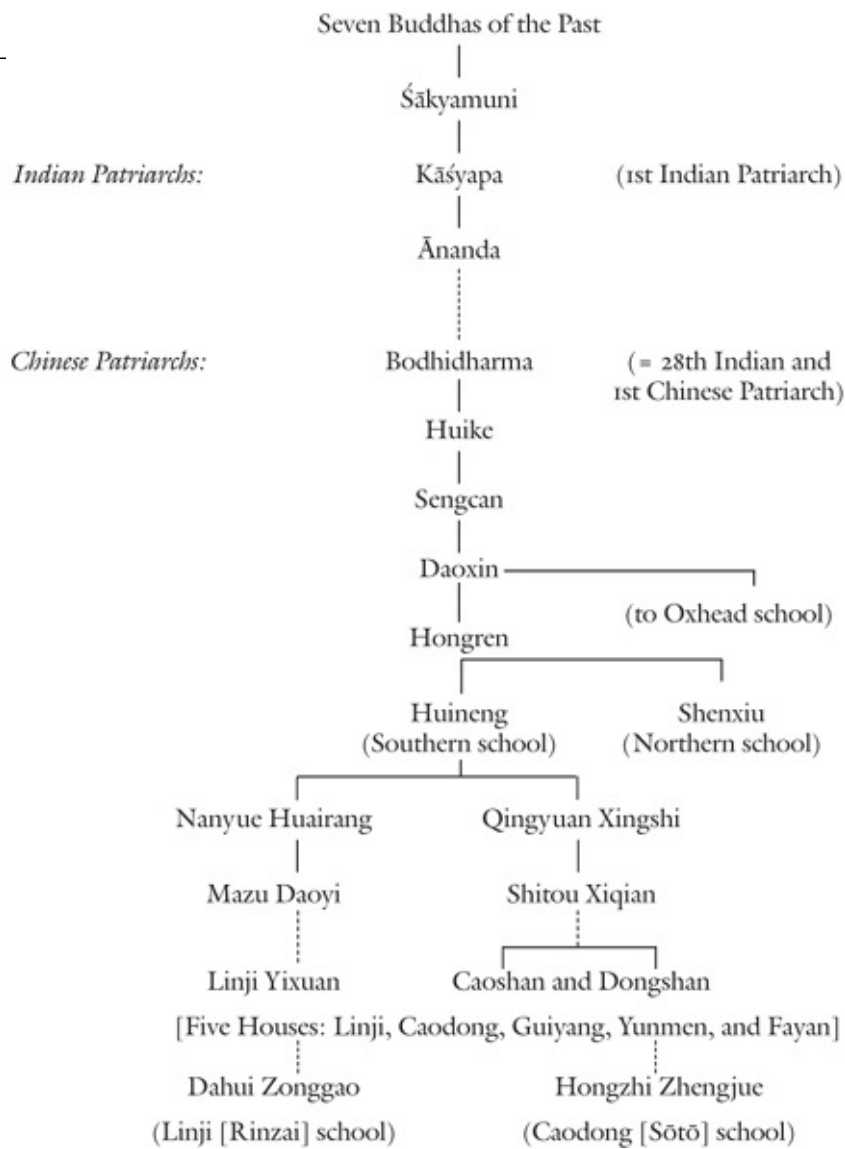 Seven Buddhas of the Past
Śākyamuni
Indian Patriarchs: Kāśyapa (1st Indian Patriarch)
Ānanda
Chinese Patriarchs: Bodhidharma (= 28th Indian and
1st Chinese Patriarch)
Huike
Sengcan
Daoxin
(to Oxhead school)
Hongren
Huineng Shenxiu
(Southern school) (Northern school)
Nanyue Huairang Qingyuan Xingshi
Mazu Daoyi Shitou Xiqian
Linji Yixuan Caoshan and Dongshan
[Five Houses: Linji, Caodong, Guiyang, Yunmen, and Fayan]
Dahui Zonggao Hongzhi Zhengjue
(Linji [Rinzai] school) (Caodong [Sōtō] school)